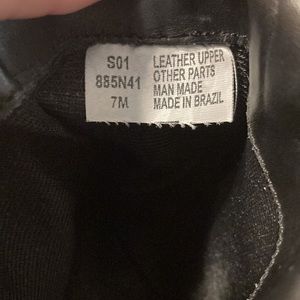 S01
885N41
7M
LEATHER UPPER
OTHER PARTS
MAN MADE
MADE IN BRAZIL